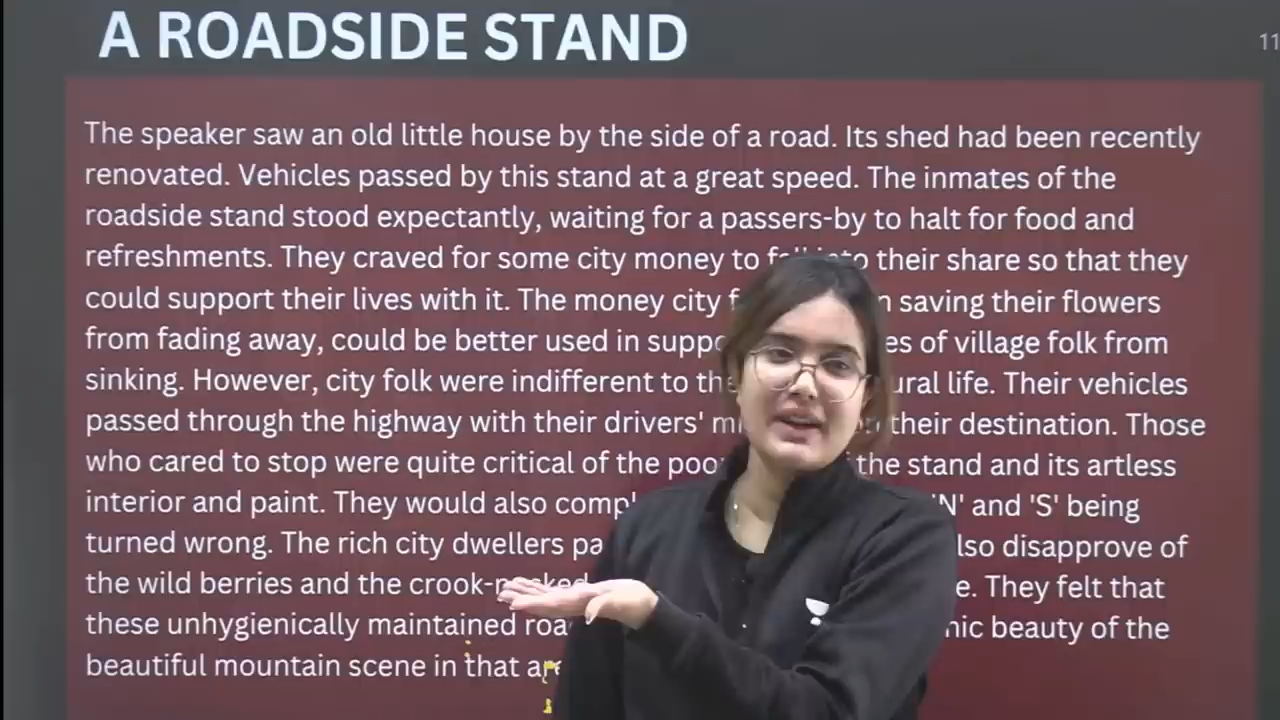 A ROADSIDE STAND
11
The speaker saw an old little house by the side of a road. Its shed had been recently
renovated. Vehicles passed by this stand at a great speed. The inmates of the
roadside stand stood expectantly, waiting for a passers-by to halt for food and
refreshments. They craved for some city money to their share so that they
could support their lives with it. The money city saving their flowers
from fading away, could be better used in of village folk from
sinking. However, city folk were indifferent to life. Their vehicles
passed through the highway with their drivers' their destination. Those
who cared to stop were quite critical of the the stand and its artless
interior and paint. They would also 'N' and 'S' being
turned wrong. The rich city dwellers disapprove of
the wild berries and the They felt that
these unhygienically maintained beauty of the
beautiful mountain scene in that